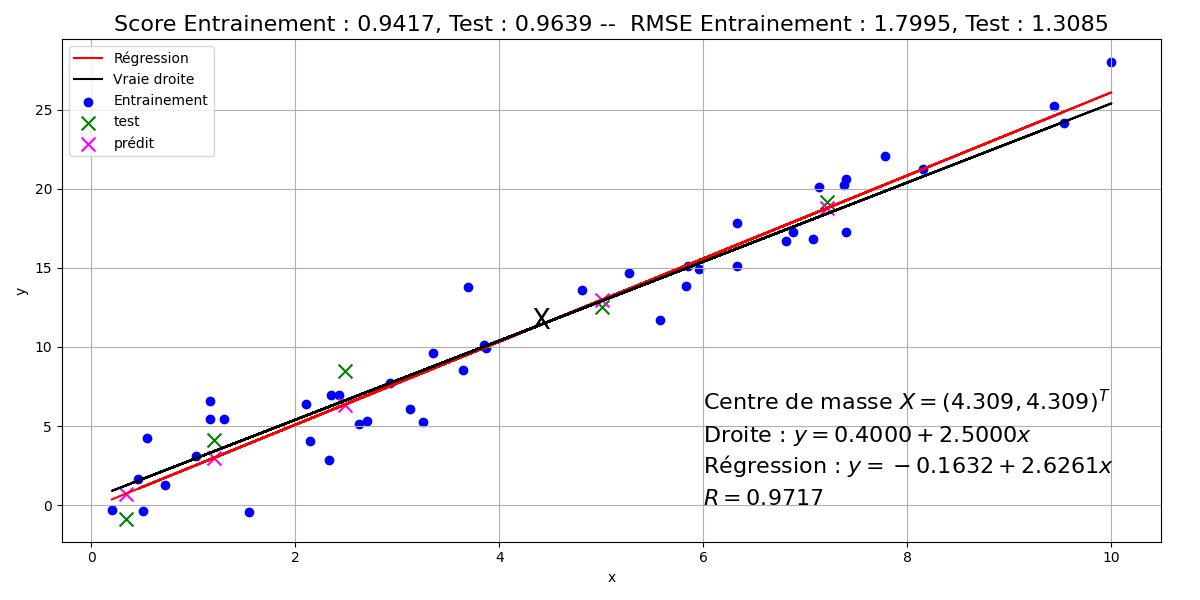 Score Entrainement : 0.9417, Test : 0.9639 --  RMSE Entrainement : 1.7995, Test : 1.3085
Régression
Vraie droite
Entrainement
test
prédit
25
20
15
10
5
0
y
X
Centre de masse X = (4.309, 4.309)^T
Droite : y = 0.4000 + 2.5000x
Régression : y = −0.1632 + 2.6261x
R = 0.9717
0 2 4 6 8 10
x